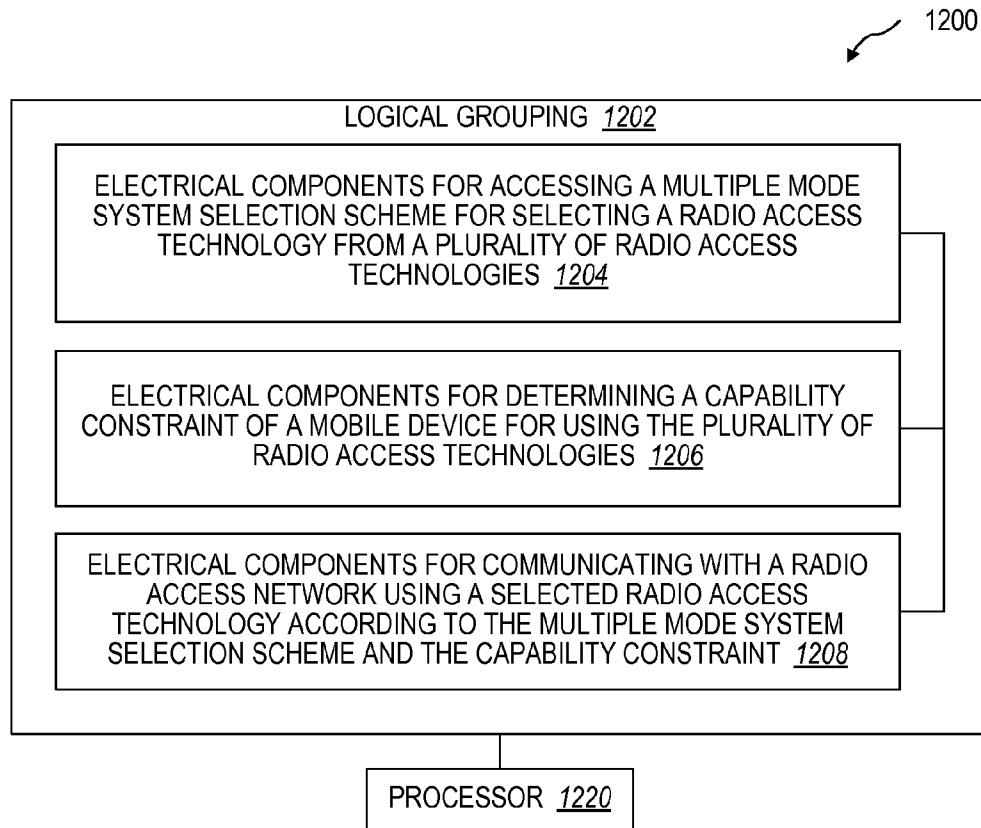 1200
LOGICAL GROUPING 1202
ELECTRICAL COMPONENTS FOR ACCESSING A MULTIPLE MODE
SYSTEM SELECTION SCHEME FOR SELECTING A RADIO ACCESS
TECHNOLOGY FROM A PLURALITY OF RADIO ACCESS
TECHNOLOGIES 1204
ELECTRICAL COMPONENTS FOR DETERMINING A CAPABILITY
CONSTRAINT OF A MOBILE DEVICE FOR USING THE PLURALITY OF
RADIO ACCESS TECHNOLOGIES 1206
ELECTRICAL COMPONENTS FOR COMMUNICATING WITH A RADIO
ACCESS NETWORK USING A SELECTED RADIO ACCESS
TECHNOLOGY ACCORDING TO THE MULTIPLE MODE SYSTEM
SELECTION SCHEME AND THE CAPABILITY CONSTRAINT 1208
PROCESSOR 1220